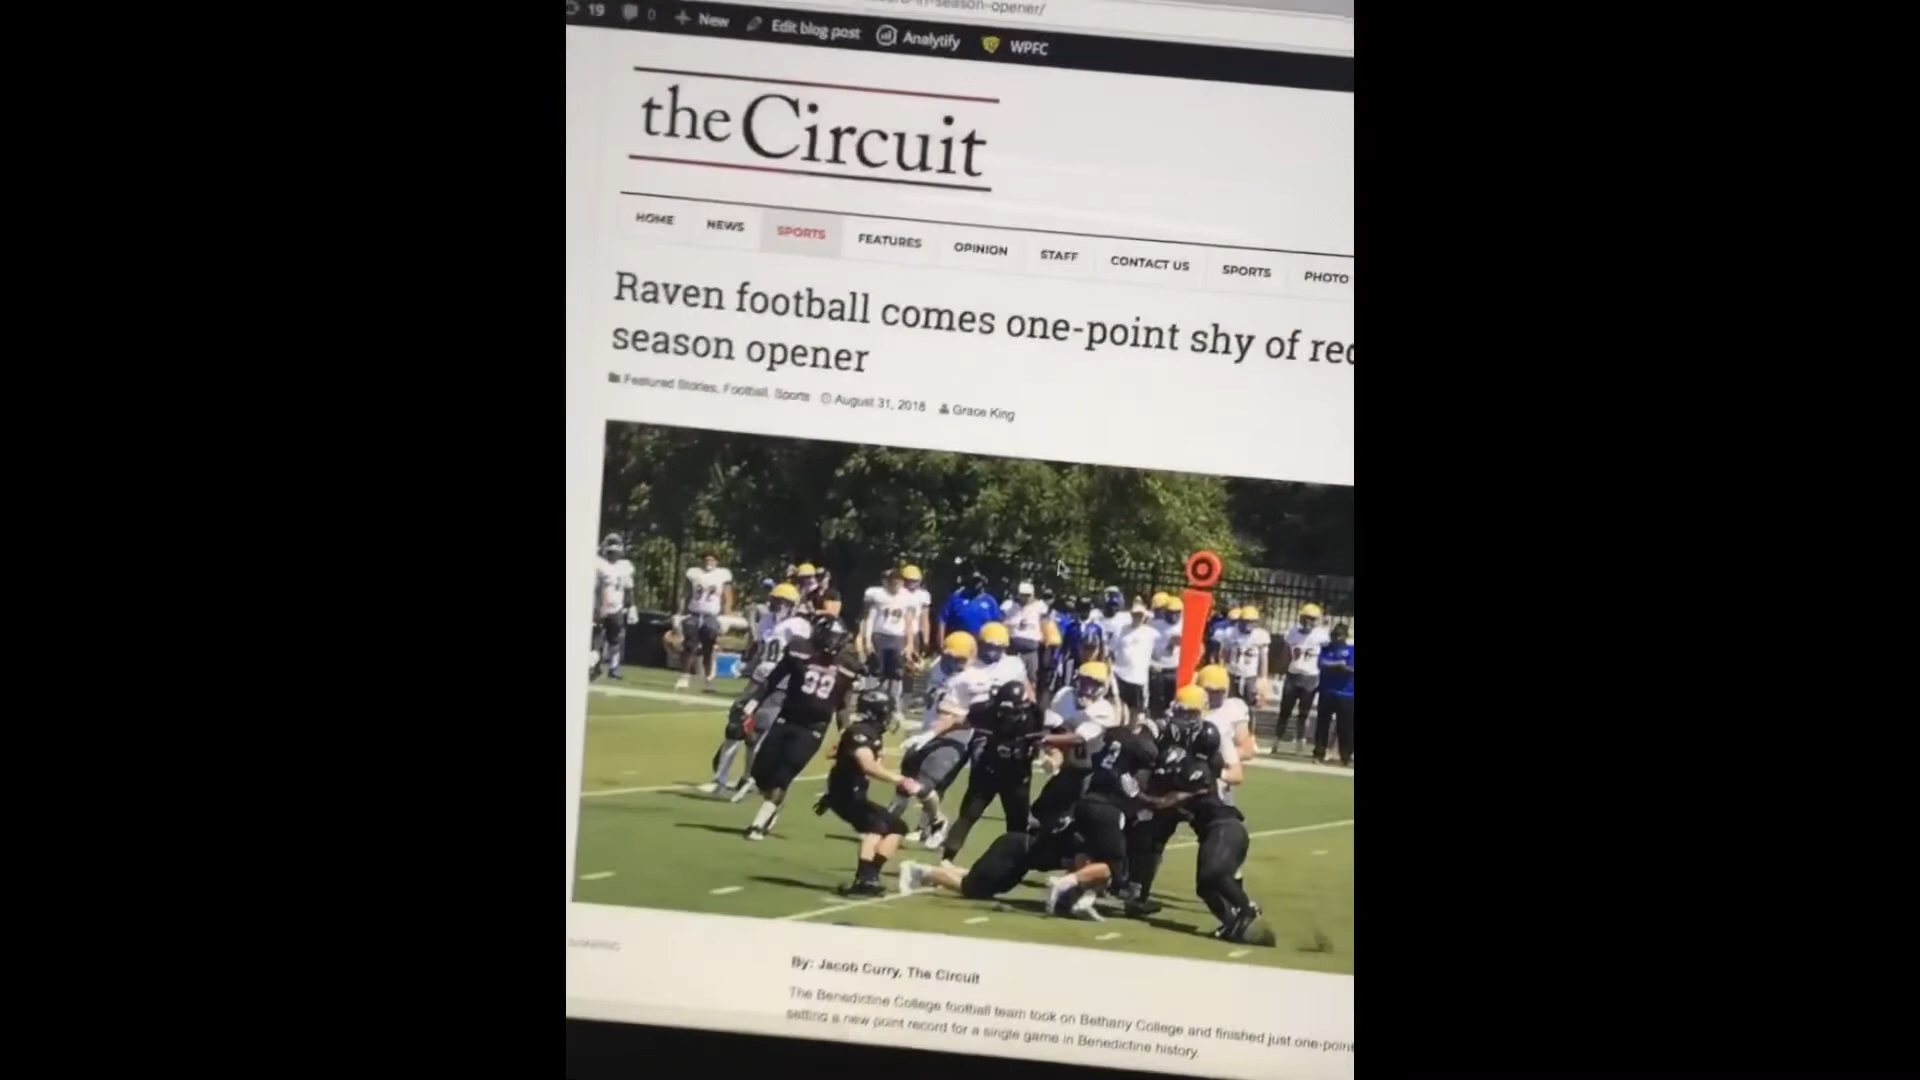 season-opener/
19 0 New Edit blog post Analytify WPFC
the Circuit
HOME NEWS SPORTS FEATURES OPINION STAFF CONTACT US SPORTS PHOTO
Raven football comes one-point shy of rec
season opener
Featured Stories, Football, Sports August 31, 2018 Grace King
By: Jacob Curry, The Circuit
The Benedictine College football team took on Bethany College and finished just one-point
setting a new point record for a single game in Benedictine history.